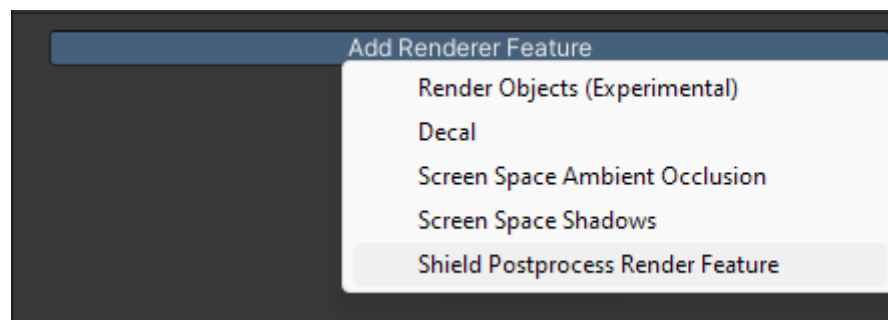 Add Renderer Feature
Render Objects (Experimental)
Decal
Screen Space Ambient Occlusion
Screen Space Shadows
Shield Postprocess Render Feature